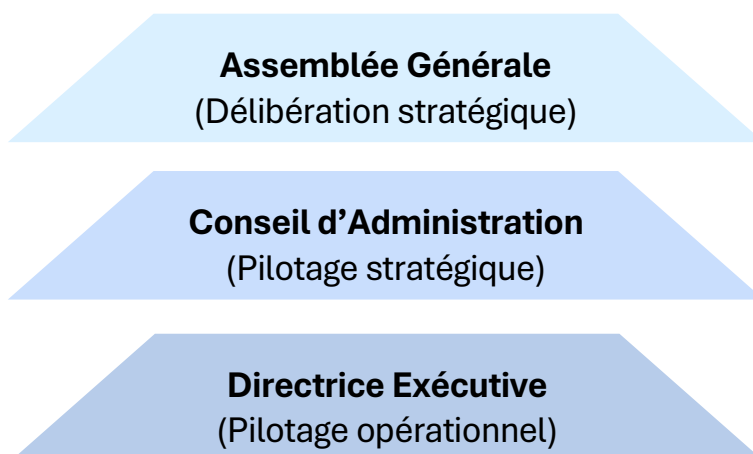 Assemblée Générale
(Délibération stratégique)
Conseil d’Administration
(Pilotage stratégique)
Directrice Exécutive
(Pilotage opérationnel)